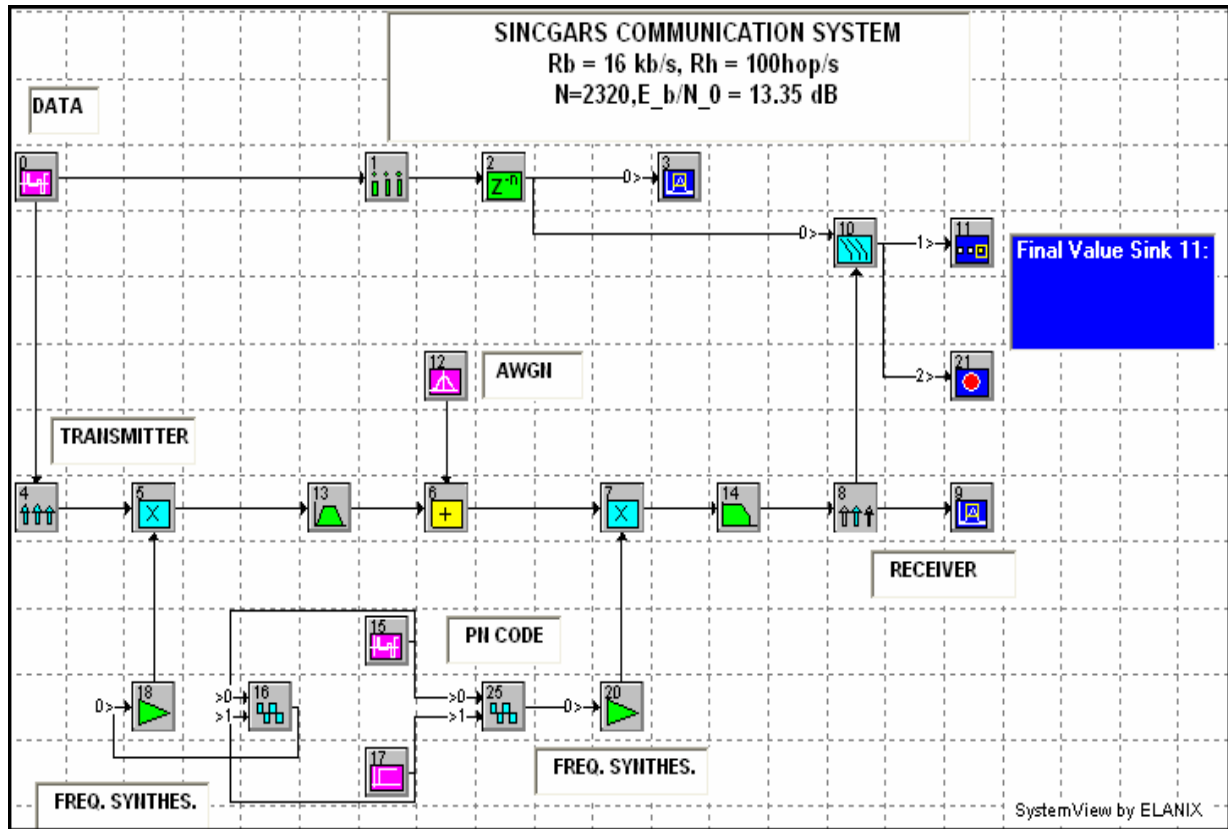 SINCGARS COMMUNICATION SYSTEM
Rb = 16 kb/s, Rh = 100hop/s
N=2320,E_b/N_0 = 13.35 dB
DATA
0
1
2
Z^-n
0>
3
0>
10
1>
11
Final Value Sink 11:
12
AWGN
2>
21
TRANSMITTER
4
5
X
13
6
+
7
X
14
8
9
RECEIVER
15
PN CODE
0>
18
>0
>1
16
>0
>1
25
0>
20
17
FREQ. SYNTHES.
FREQ. SYNTHES.
SystemView by ELANIX